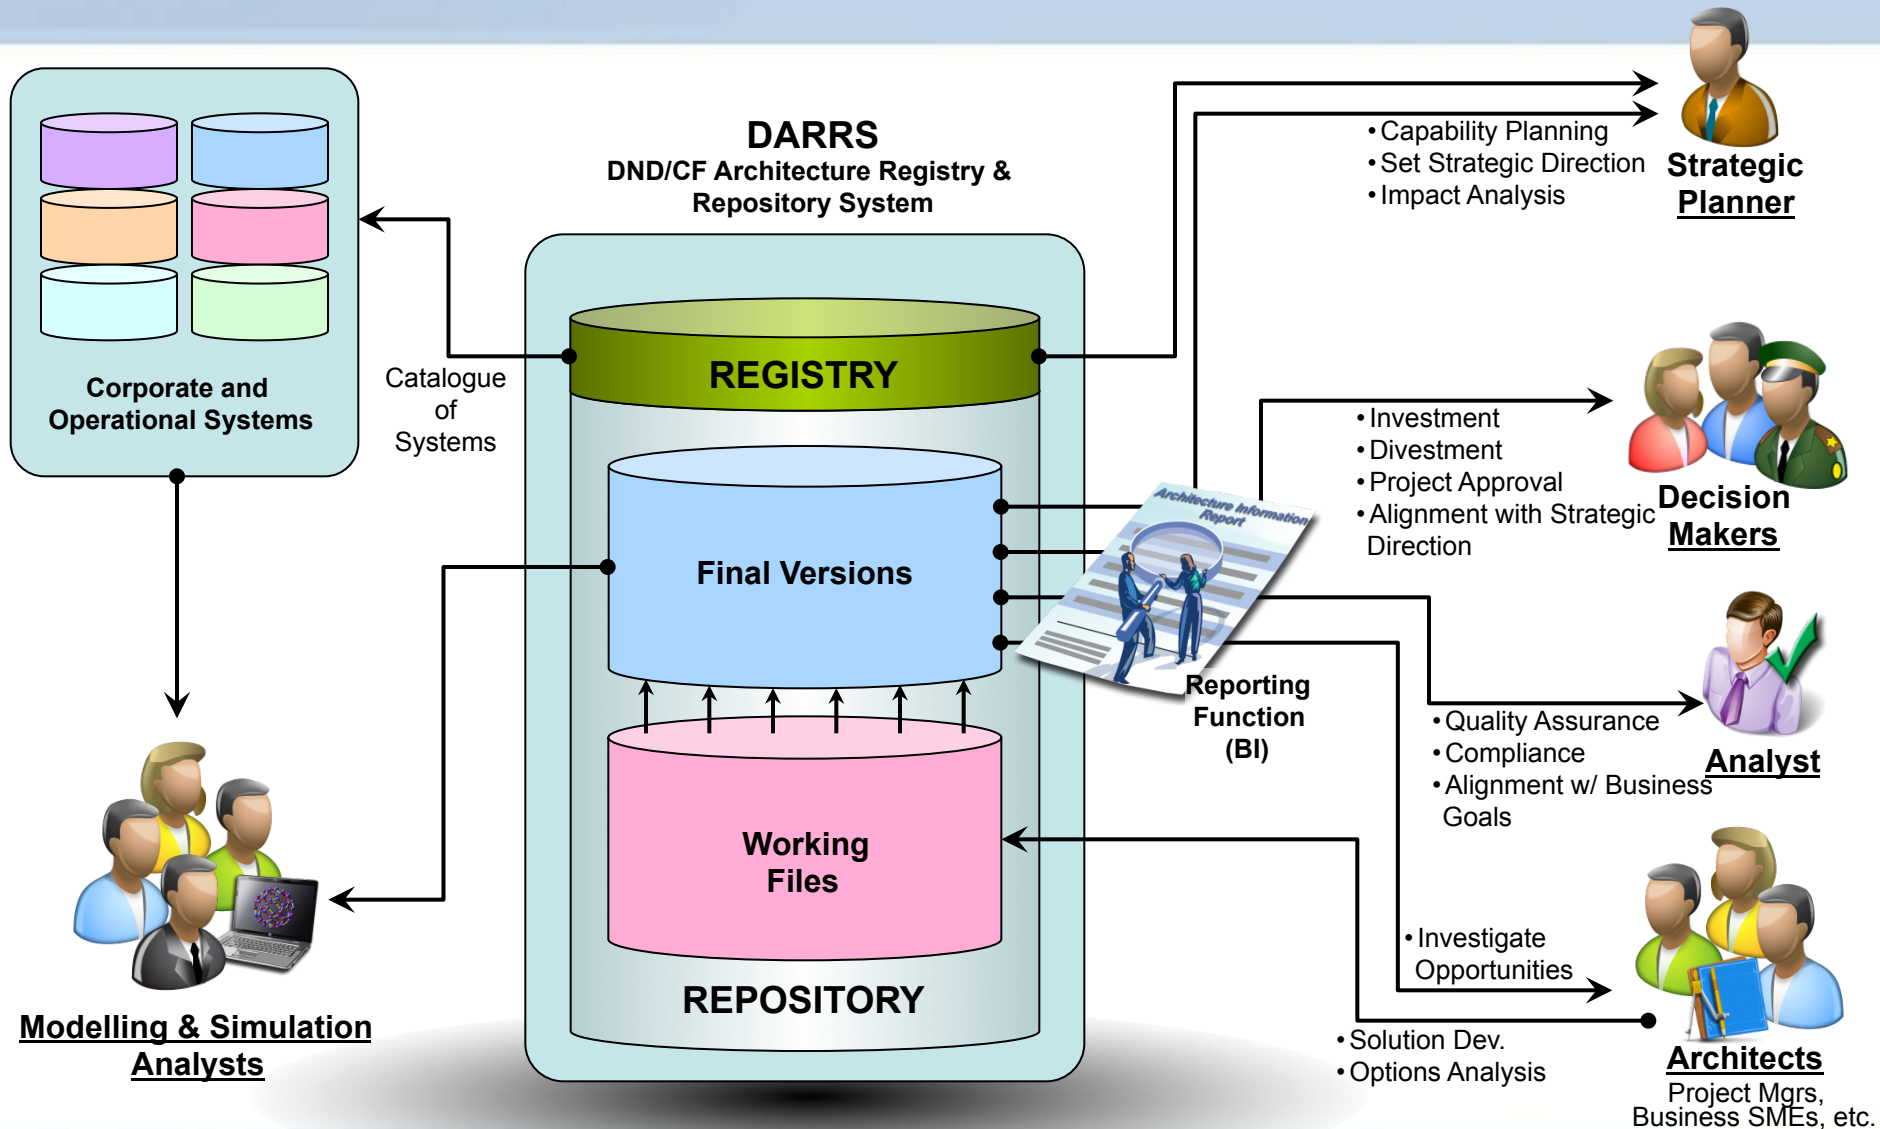 DARRS
DND/CF Architecture Registry &
Repository System
Corporate and
Operational Systems
Catalogue
of
Systems
REGISTRY
Final Versions
Working
Files
REPOSITORY
Architecture Information
Report
Reporting
Function
(BI)
•Capability Planning
•Set Strategic Direction
•Impact Analysis
Strategic
Planner
•Investment
•Divestment
•Project Approval
•Alignment with Strategic
Direction
Decision
Makers
•Quality Assurance
•Compliance
•Alignment w/ Business
Goals
Analyst
•Investigate
Opportunities
•Solution Dev.
•Options Analysis
Architects
Project Mgrs,
Business SMEs, etc.
Modelling & Simulation
Analysts